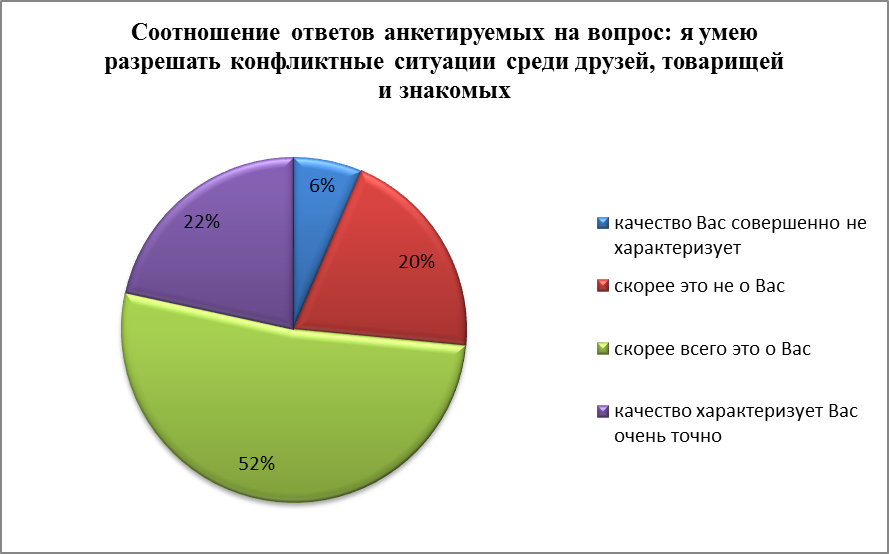 Соотношение ответов анкетируемых на вопрос: я умею
разрешать конфликтные ситуации среди друзей, товарищей
и знакомых
6%
22%
20%
52%
качество Вас совершенно не
характеризует
скорее это не о Вас
скорее всего это о Вас
качество характеризует Вас
очень точно